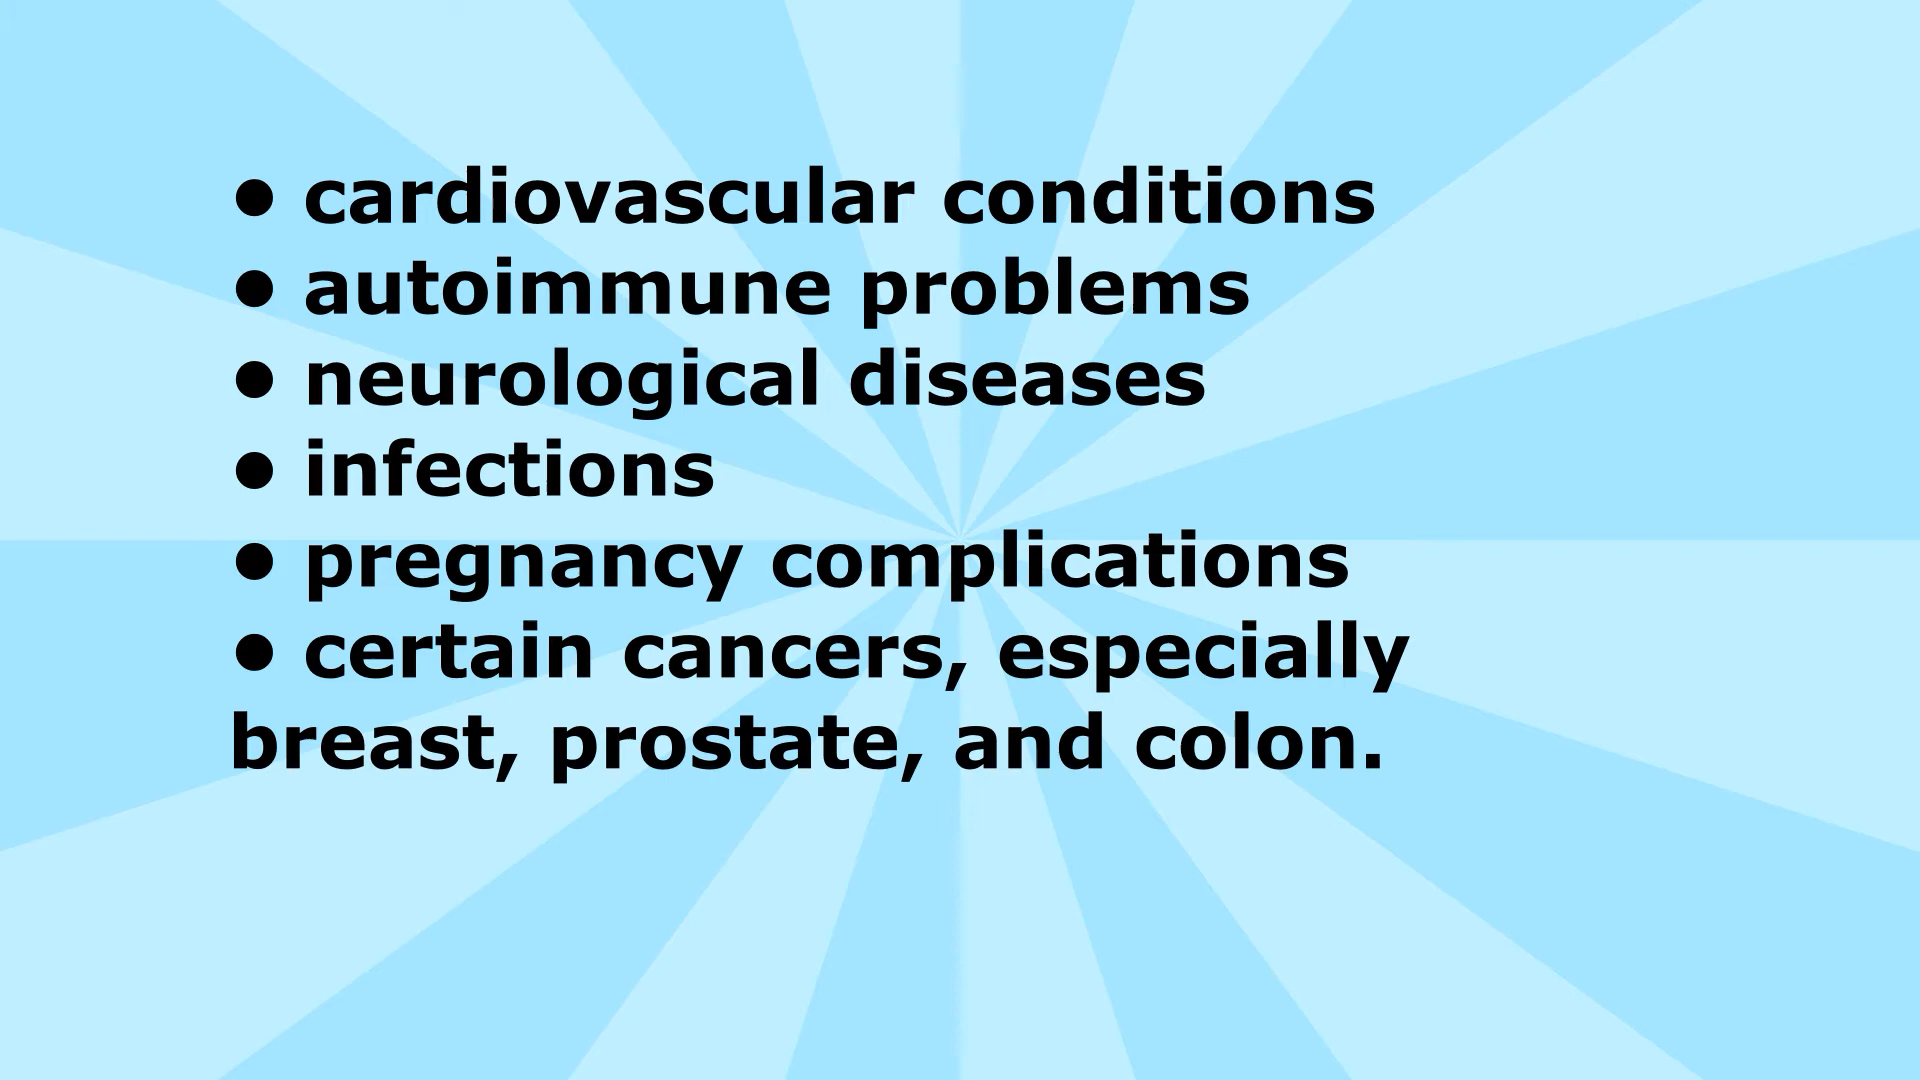 ● cardiovascular conditions
● autoimmune problems
● neurological diseases
● infections
● pregnancy complications
● certain cancers, especially
breast, prostate, and colon.